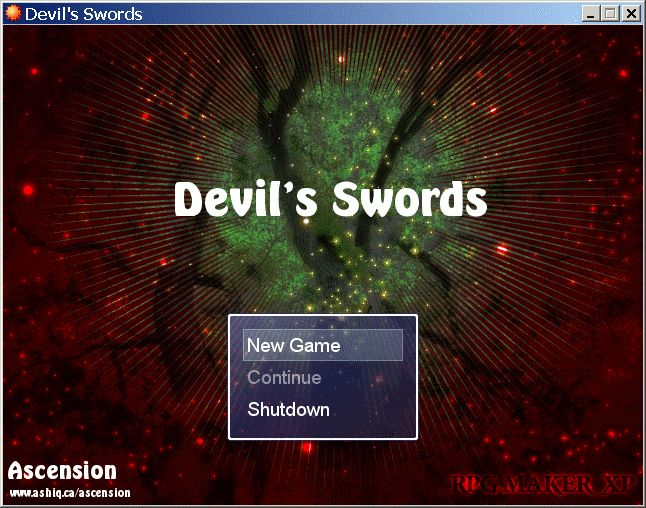 Devil's Swords
Devil's Swords
New Game
Continue
Shutdown
Ascension
www.ashiq.ca/ascension
RPG MAKER XP